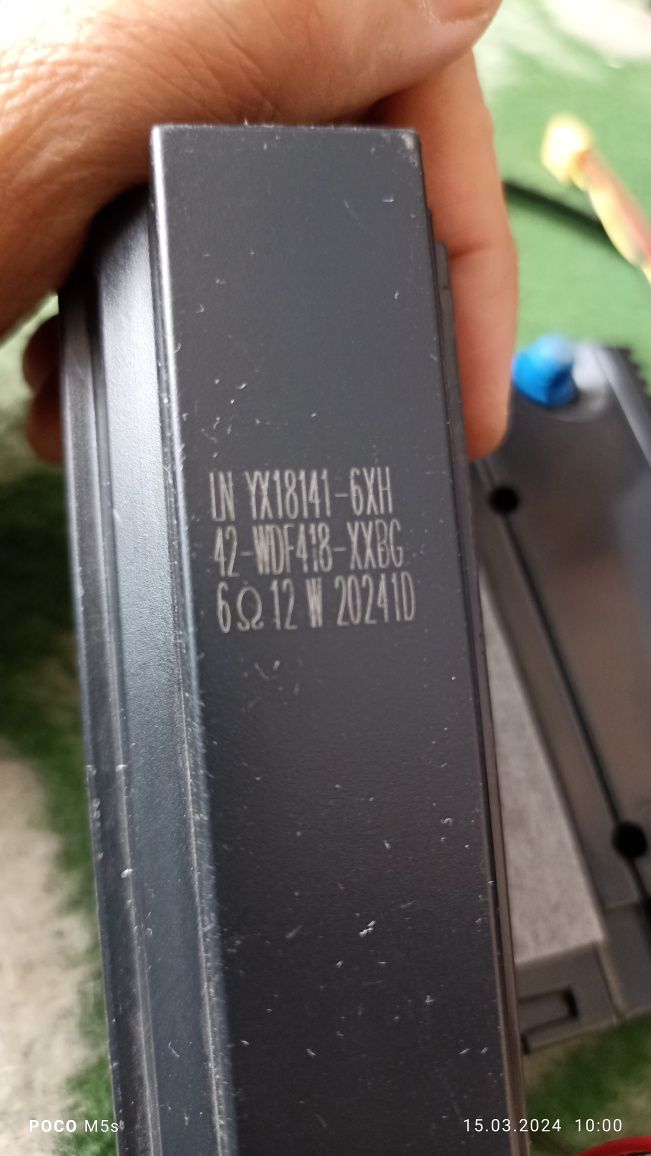 LN YX18141-6XH
42-WDF418-XXBG
6Ω 12 W 20241D
POCO M5s
15.03.2024 10:00